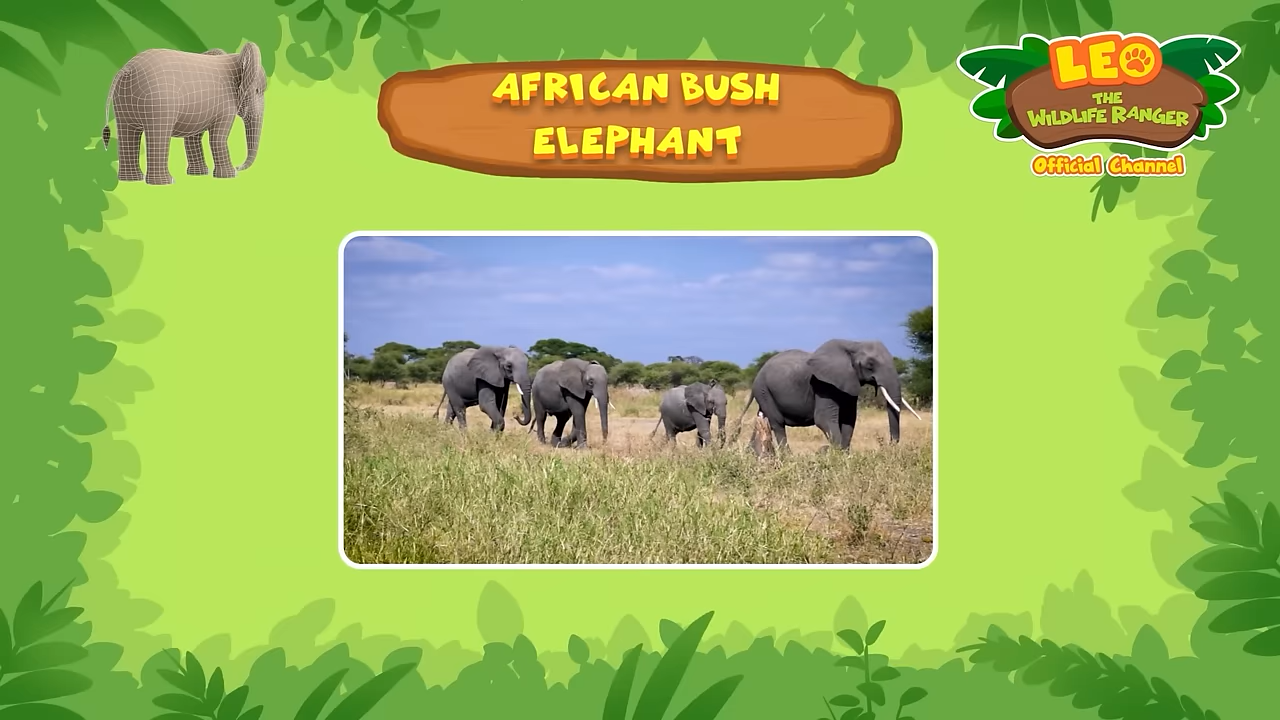 AFRICAN BUSH
ELEPHANT
LEO
THE
WILDLIFE RANGER
Official Channel